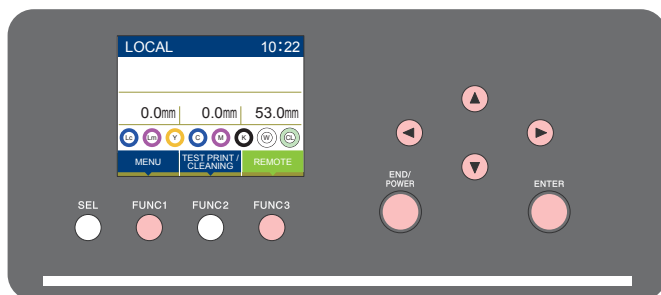 LOCAL 10:22
0.0mm 0.0mm 53.0mm
Lc Lm Y C M K W CL
MENU TEST PRINT / CLEANING REMOTE
END/
POWER
ENTER
SEL FUNC1 FUNC2 FUNC3